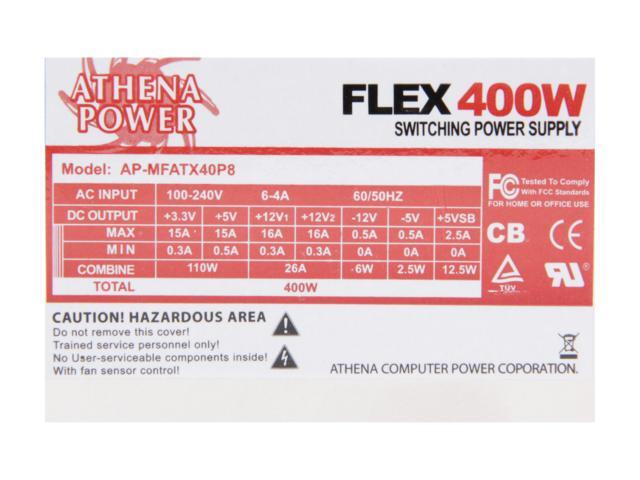 ATHENA
POWER
FLEX 400W
SWITCHING POWER SUPPLY
Model: AP-MFATX40P8
AC INPUT 100-240V 6-4A 60/50HZ
DC OUTPUT +3.3V +5V +12V1 +12V2 -12V -5V +5VSB
MAX 15A 15A 16A 16A 0.5A 0.5A 2.5A
MIN 0.3A 0.5A 0.3A 0.3A 0A 0A 0A
COMBINE 110W 26A -6W 2.5W 12.5W
TOTAL 400W
FC Tested To Comply
With FCC Standards
FOR HOME OR OFFICE USE
CB CE
TÜV RU
CAUTION! HAZARDOUS AREA
Do not remove this cover!
Trained service personnel only!
No User-serviceable components inside!
With fan sensor control!
ATHENA COMPUTER POWER COPORATION.